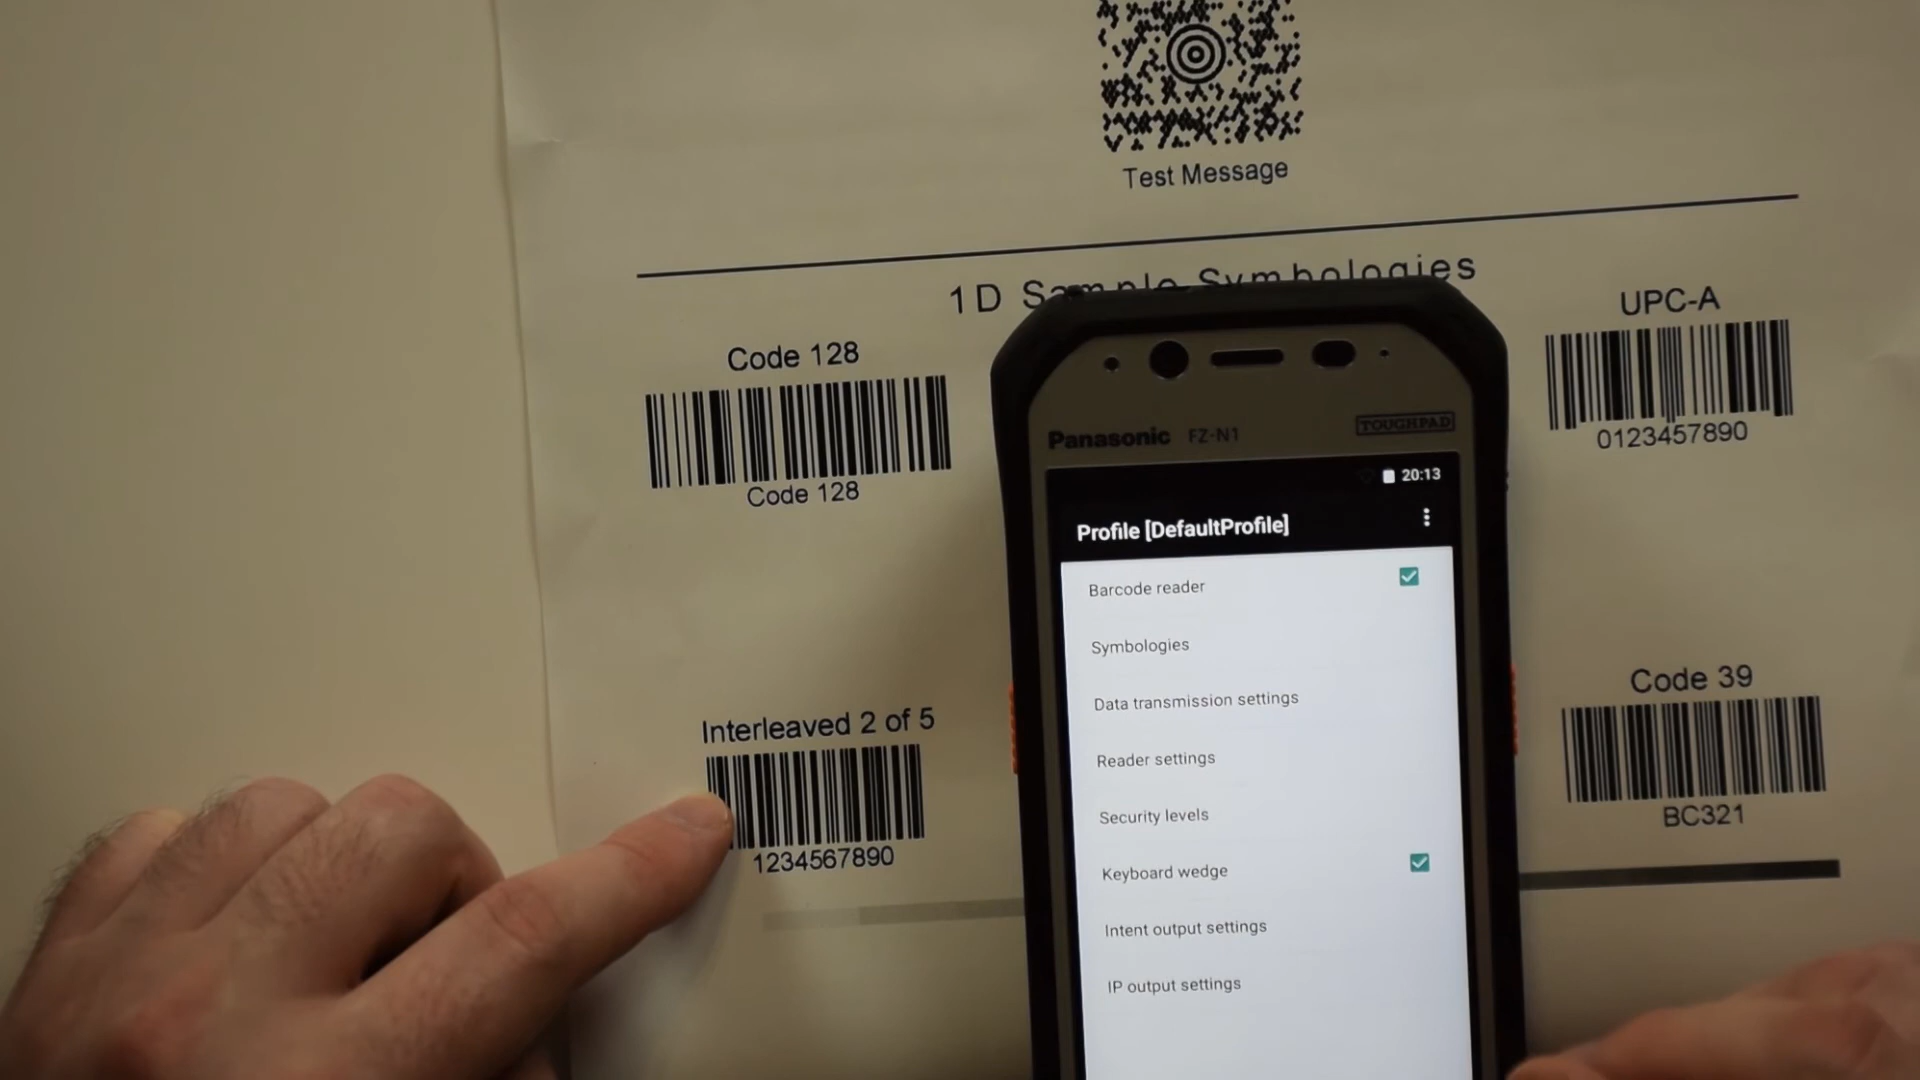 Test Message
1D Sample Symbologies
Code 128
Code 128
UPC-A
0123457890
Interleaved 2 of 5
1234567890
Code 39
BC321
Panasonic FZ-N1 TOUGHPAD
20:13
Profile [DefaultProfile]
Barcode reader
Symbologies
Data transmission settings
Reader settings
Security levels
Keyboard wedge
Intent output settings
IP output settings